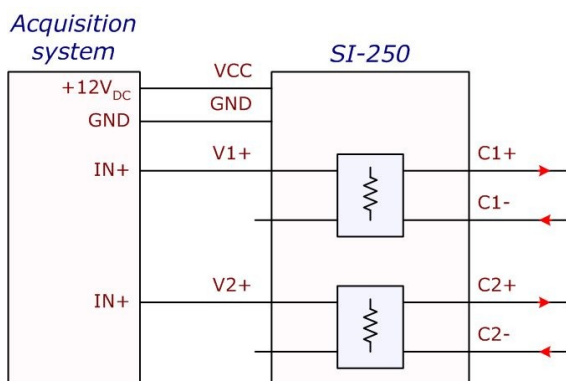 Acquisition
system
SI-250
+12VDC
VCC
GND
GND
IN+
V1+
C1+
C1-
IN+
V2+
C2+
C2-